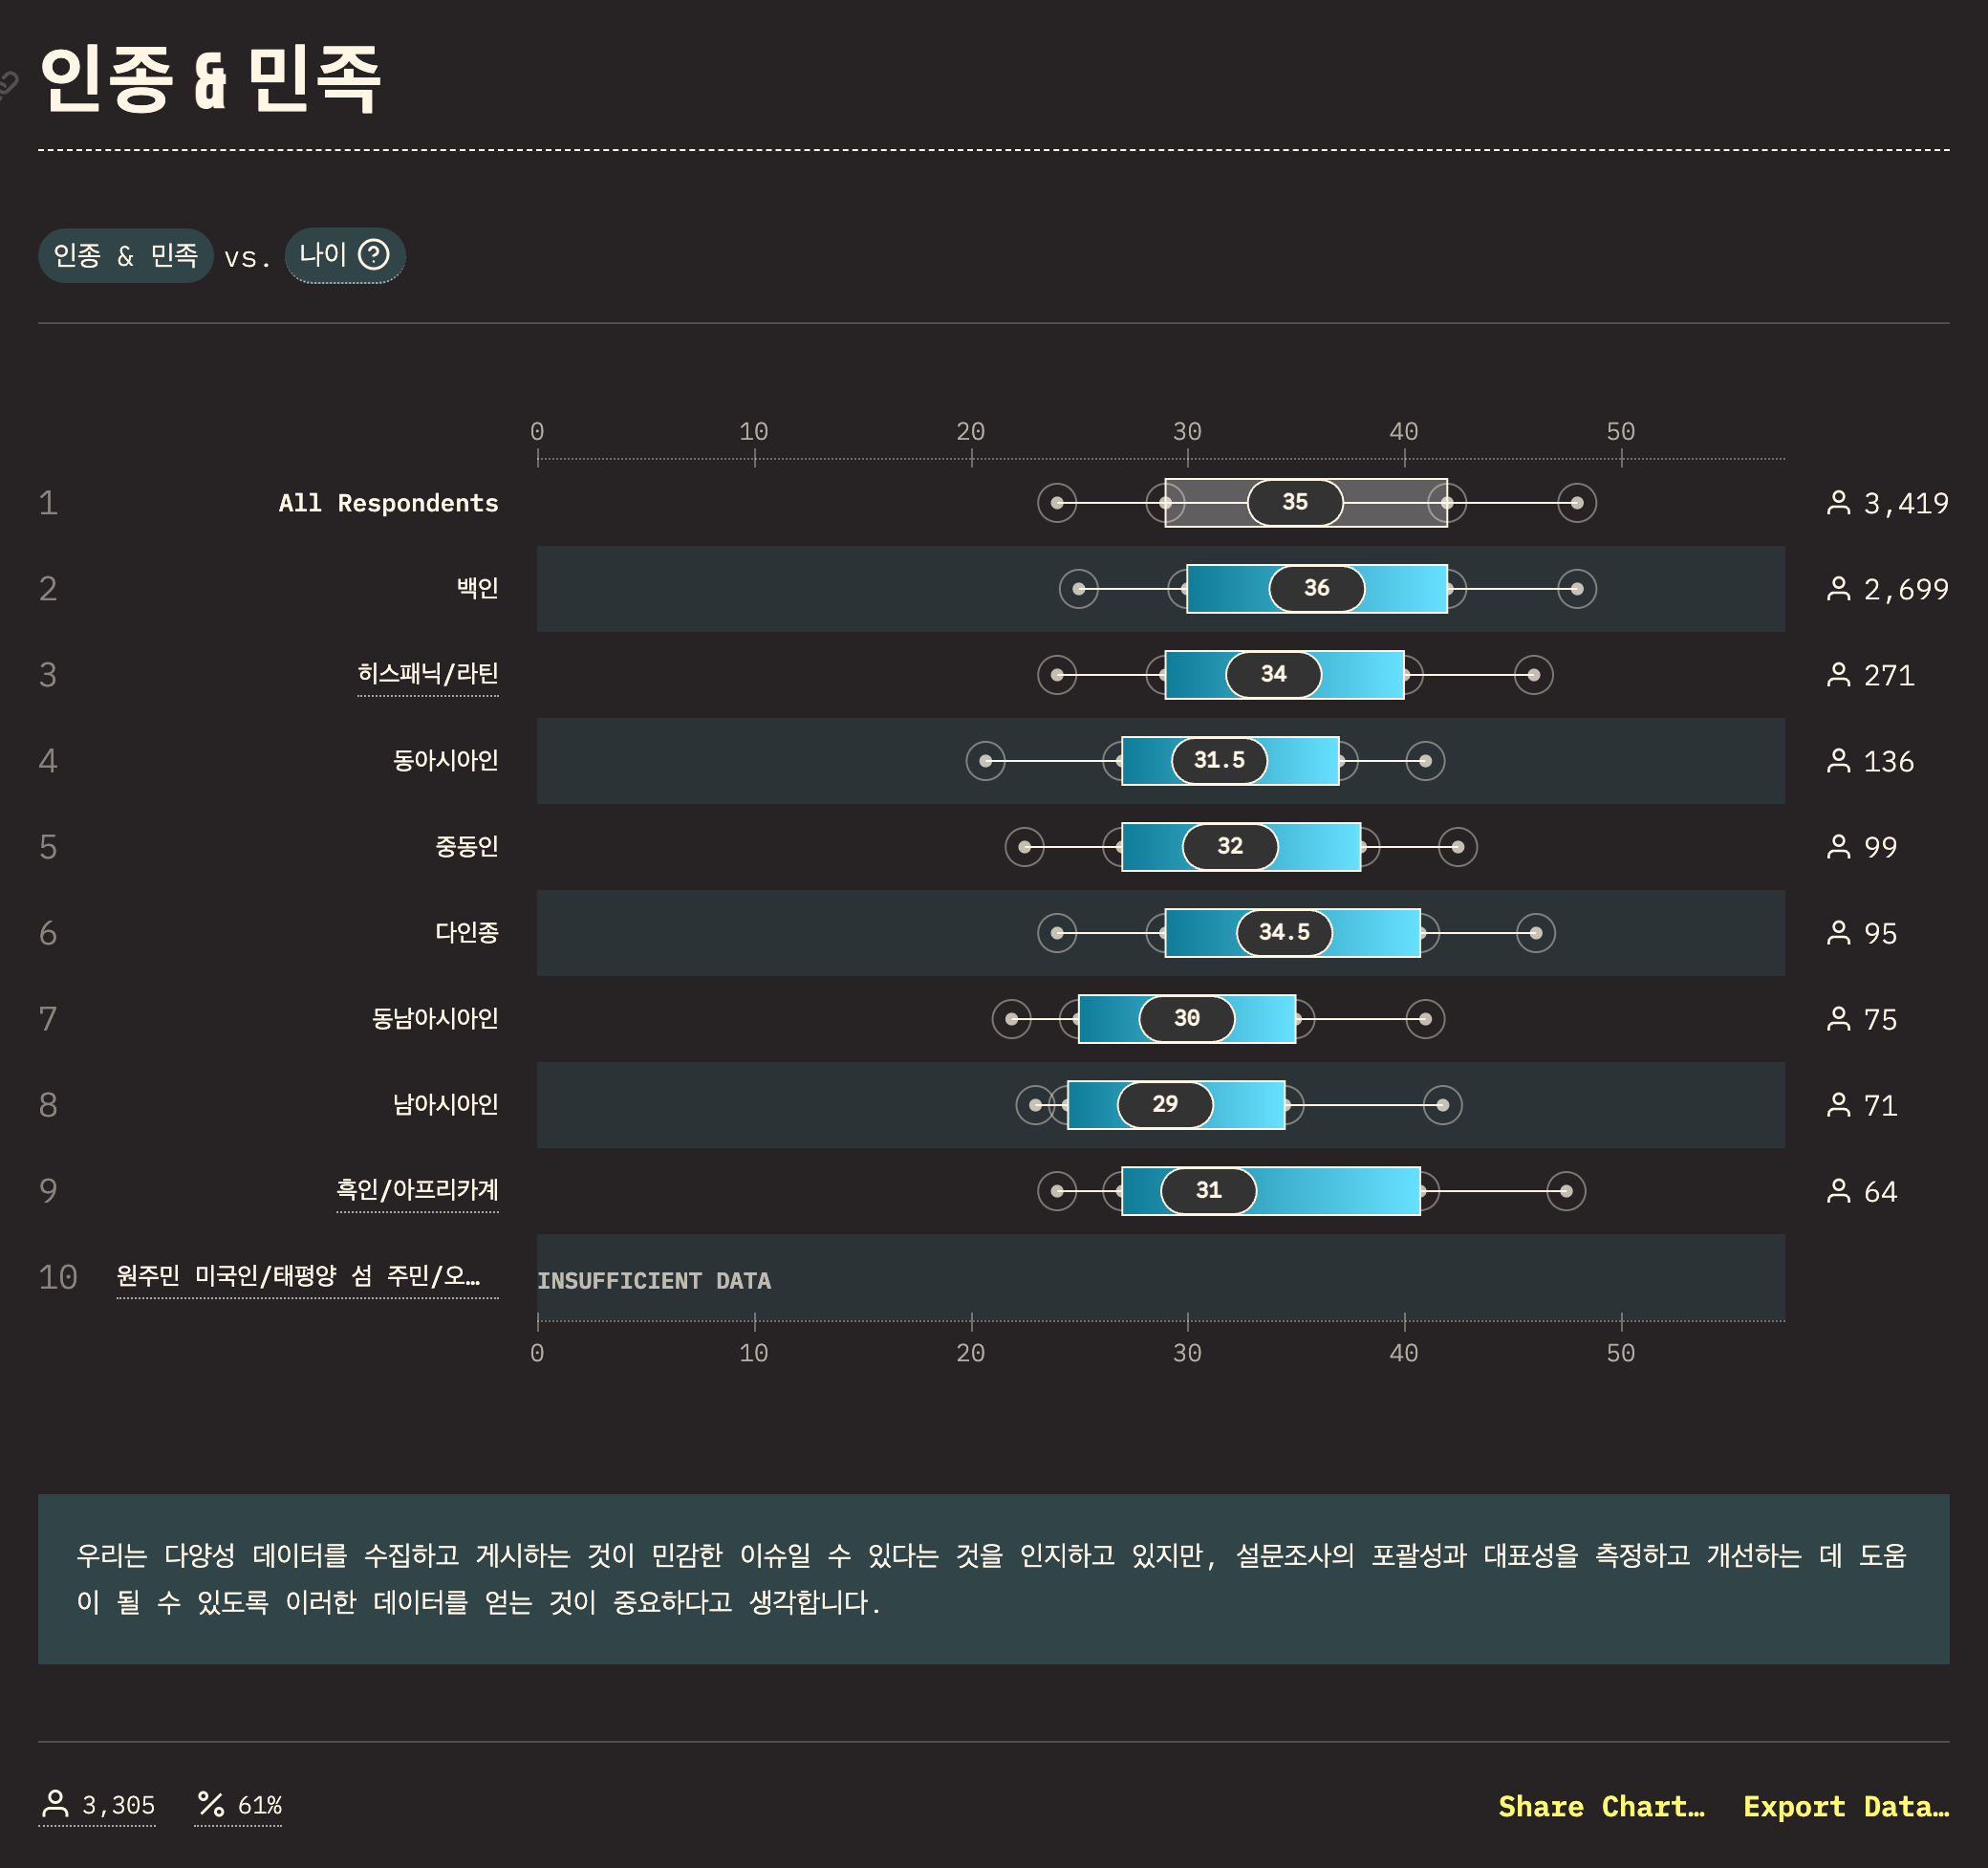 인종 & 민족
인종 & 민족 vs. 나이 ?
0 10 20 30 40 50
1 All Respondents 35 3,419
2 백인 36 2,699
3 히스패닉/라틴 34 271
4 동아시아인 31.5 136
5 중동인 32 99
6 다인종 34.5 95
7 동남아시아인 30 75
8 남아시아인 29 71
9 흑인/아프리카계 31 64
10 원주민 미국인/태평양 섬 주민/오… INSUFFICIENT DATA
0 10 20 30 40 50
우리는 다양성 데이터를 수집하고 게시하는 것이 민감한 이슈일 수 있다는 것을 인지하고 있지만, 설문조사의 포괄성과 대표성을 측정하고 개선하는 데 도움
이 될 수 있도록 이러한 데이터를 얻는 것이 중요하다고 생각합니다.
3,305 % 61% Share Chart… Export Data…